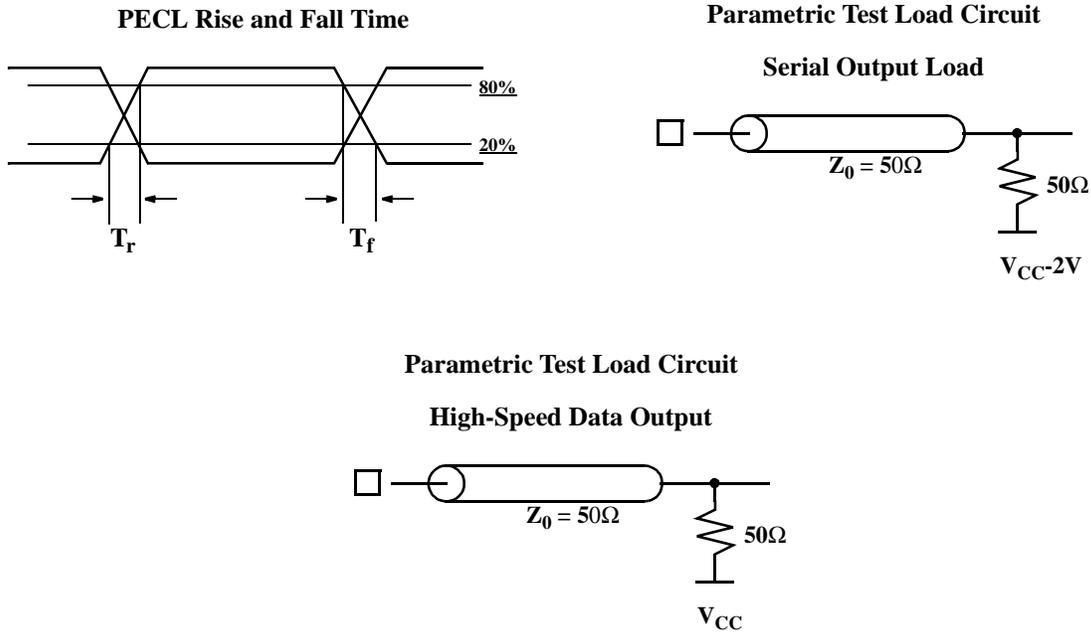 PECL Rise and Fall Time
80%
20%
Tr
Tf
Parametric Test Load Circuit
Serial Output Load
Z0 = 50Ω
50Ω
VCC-2V
Parametric Test Load Circuit
High-Speed Data Output
Z0 = 50Ω
50Ω
VCC